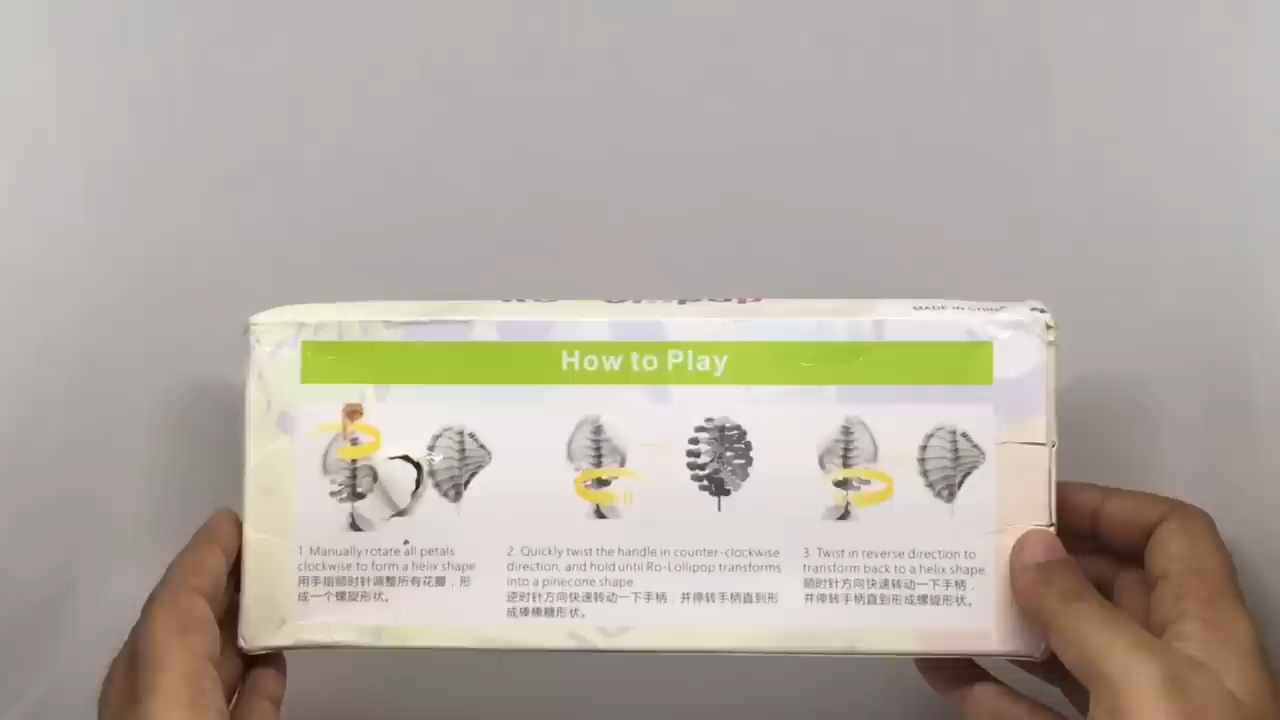 MADE IN CHINA
How to Play
1. Manually rotate all petals
clockwise to form a helix shape
用手指顺时针调整所有花瓣，形
成一个螺旋形状。
2. Quickly twist the handle in counter-clockwise
direction, and hold until Ro-Lollipop transforms
into a pinecone shape
逆时针方向快速转动一下手柄，并停转手柄直到形
成棒棒糖形状。
3. Twist in reverse direction to
transform back to a helix shape
顺时针方向快速转动一下手柄，
并停转手柄直到形成螺旋形状。